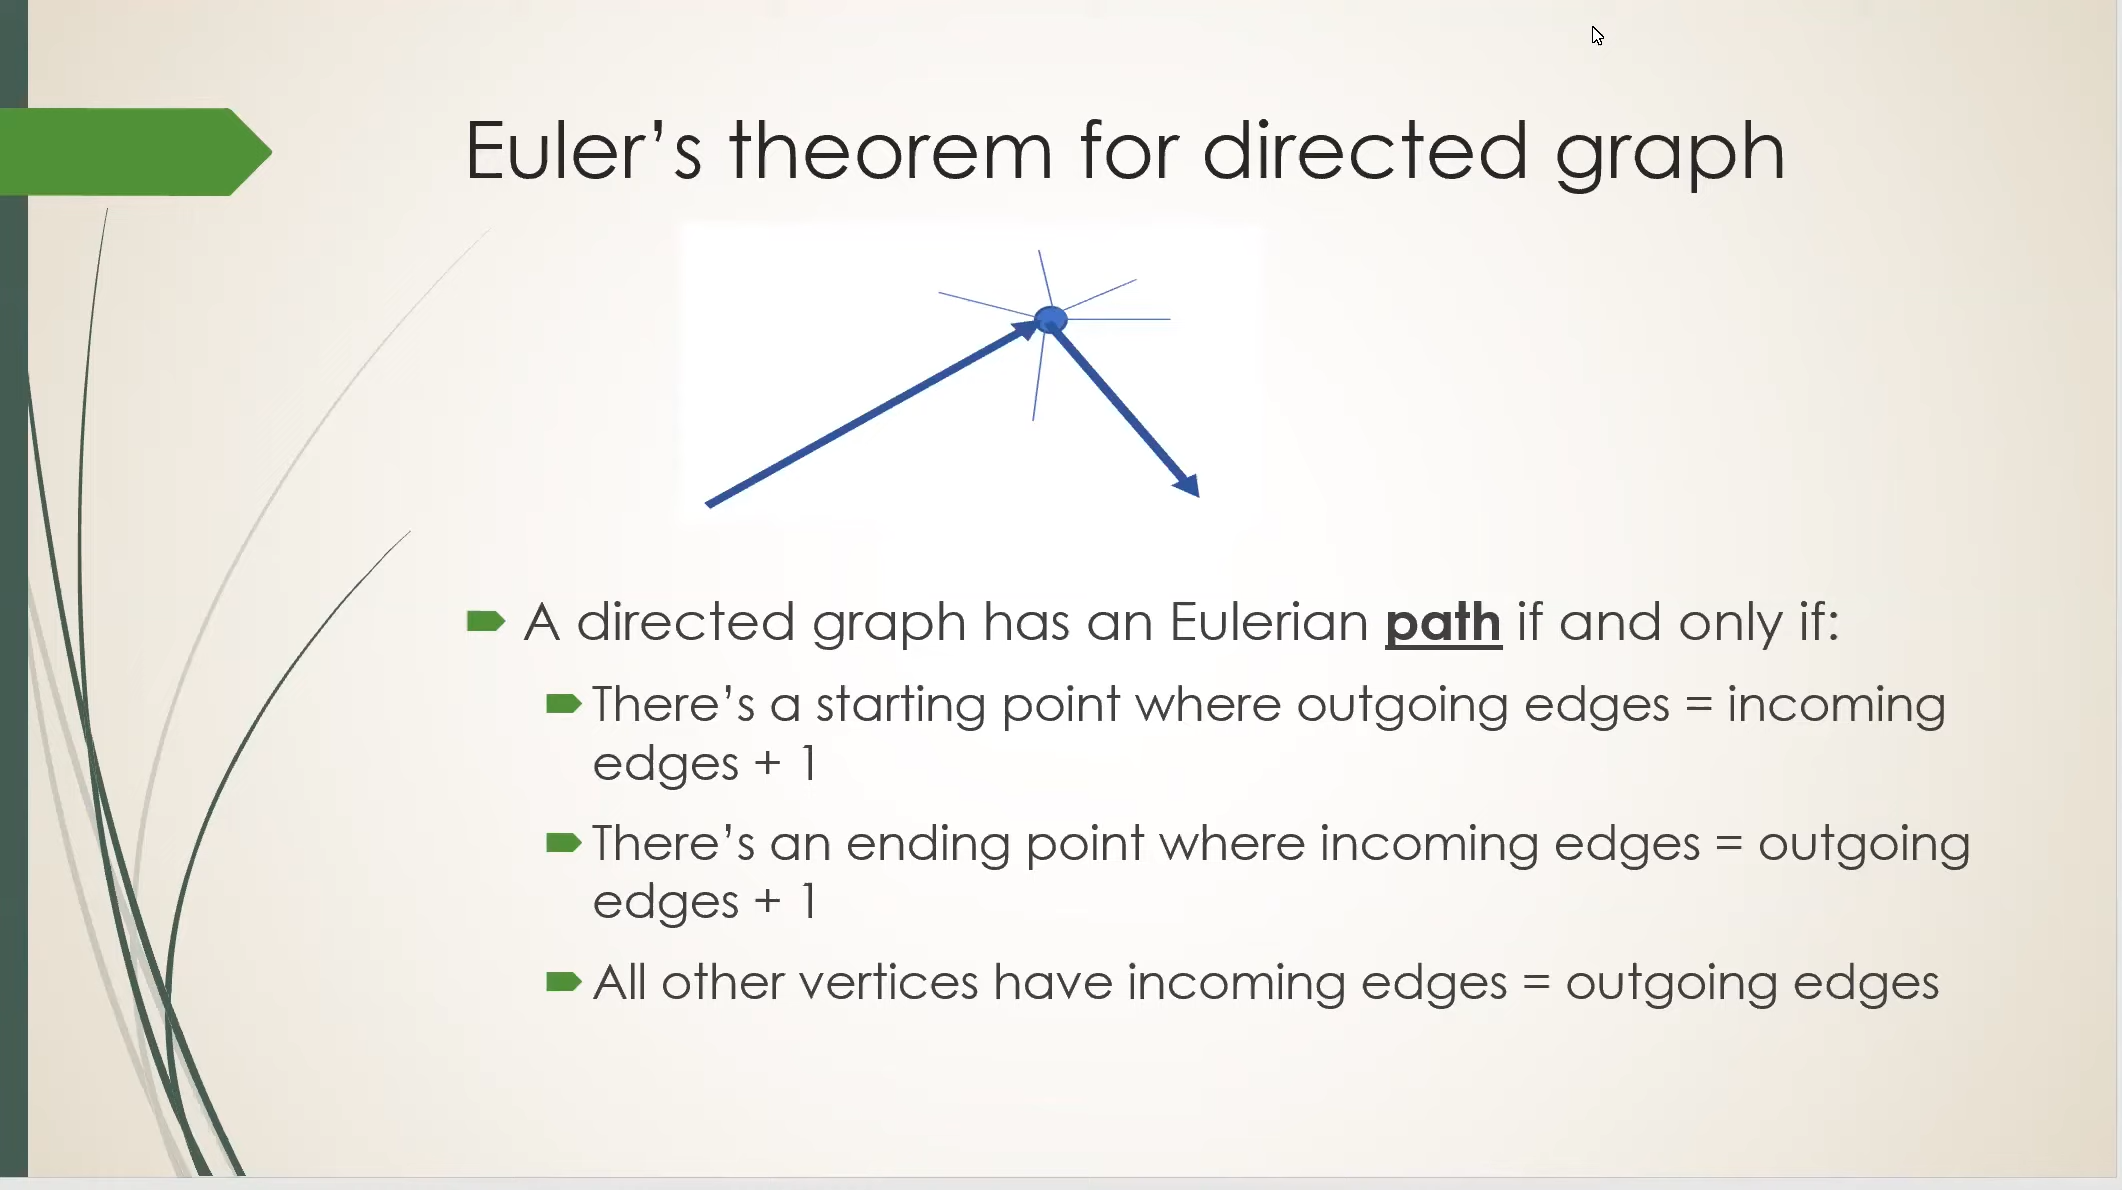 Euler’s theorem for directed graph
A directed graph has an Eulerian path if and only if:
There’s a starting point where outgoing edges = incoming
edges + 1
There’s an ending point where incoming edges = outgoing
edges + 1
All other vertices have incoming edges = outgoing edges